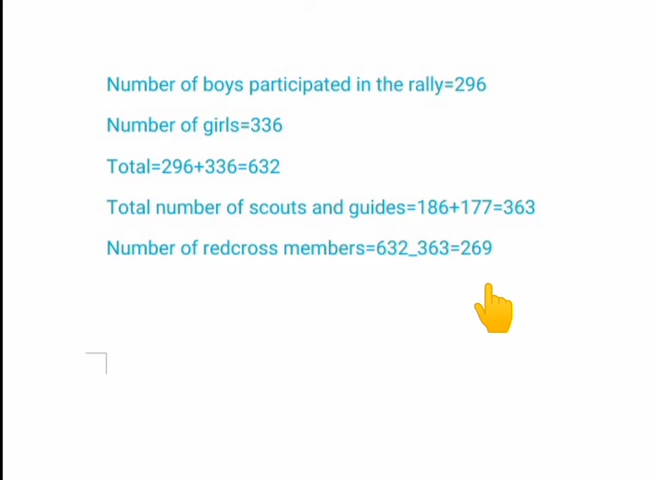 Number of boys participated in the rally=296
Number of girls=336
Total=296+336=632
Total number of scouts and guides=186+177=363
Number of redcross members=632_363=269